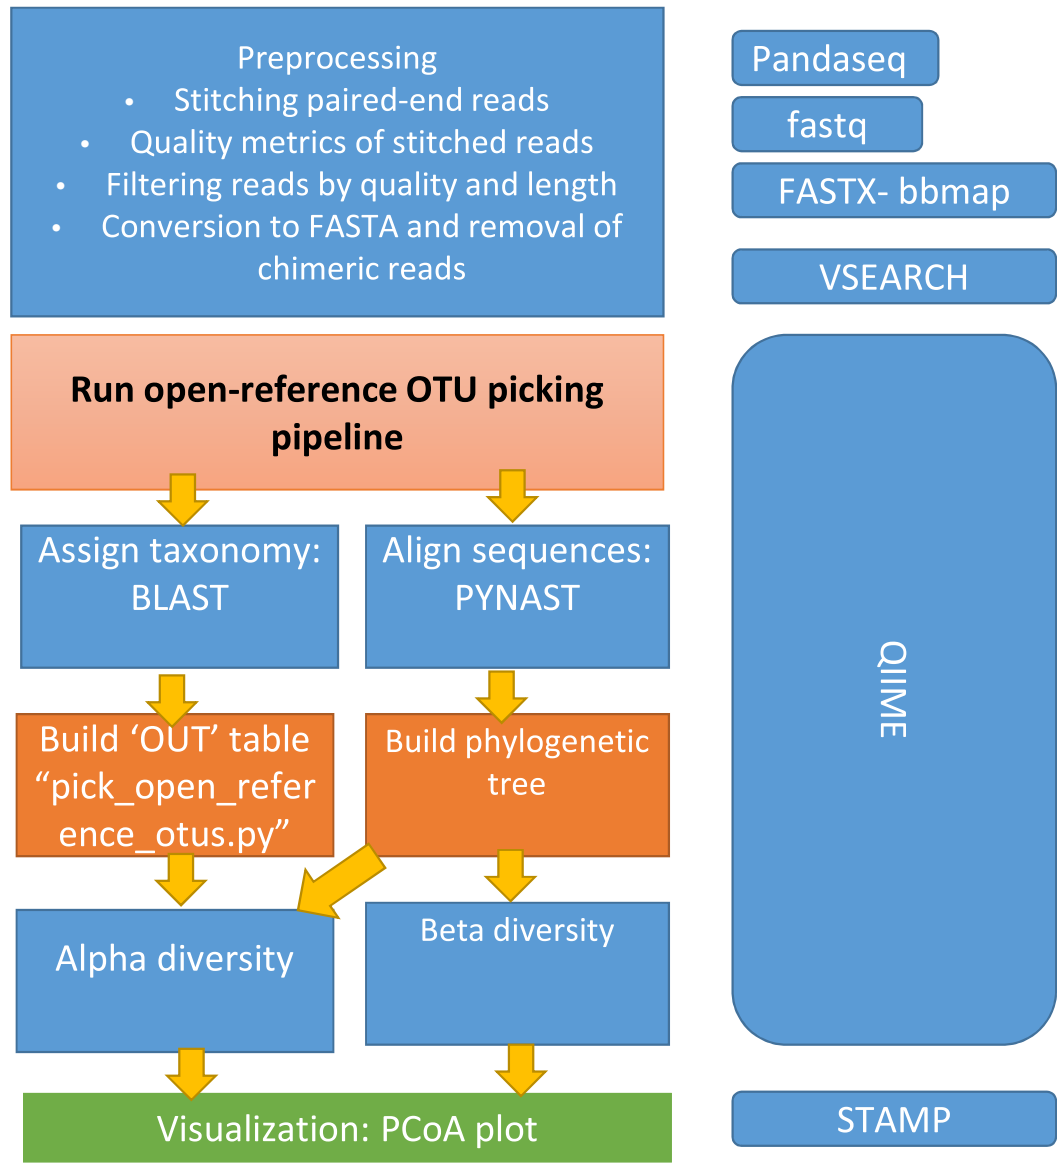 Preprocessing
• Stitching paired-end reads
• Quality metrics of stitched reads
• Filtering reads by quality and length
• Conversion to FASTA and removal of
chimeric reads
Pandaseq
fastq
FASTX- bbmap
VSEARCH
Run open-reference OTU picking
pipeline
Assign taxonomy:
BLAST
Align sequences:
PYNAST
Build ‘OUT’ table
“pick_open_refer
ence_otus.py”
Build phylogenetic
tree
Alpha diversity
Beta diversity
QIIME
Visualization: PCoA plot
STAMP